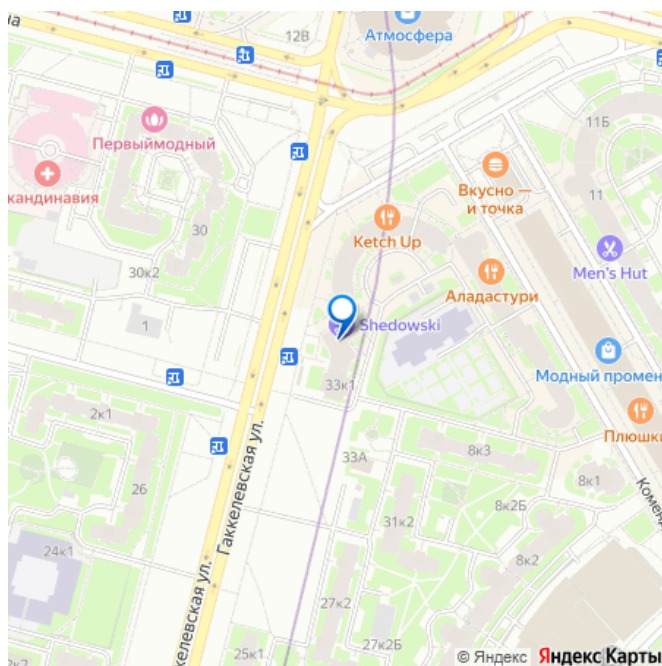 на
12В
Атмосфера
Первыймодный
11Б
кандинавия
Вкусно —
и точка
11
30
Ketch Up
30к2
Men's Hut
Аладастури
1
Shedowski
Модный промен
33к1
2к1
Плюшки
Гаккелевская ул.
33А
8к3
26
8к1
Коменд
31к2
8к2Б
24к1
8к2
27к2
келевская ул.
25к1
27к2Б
© Яндекс Яндекс Карты